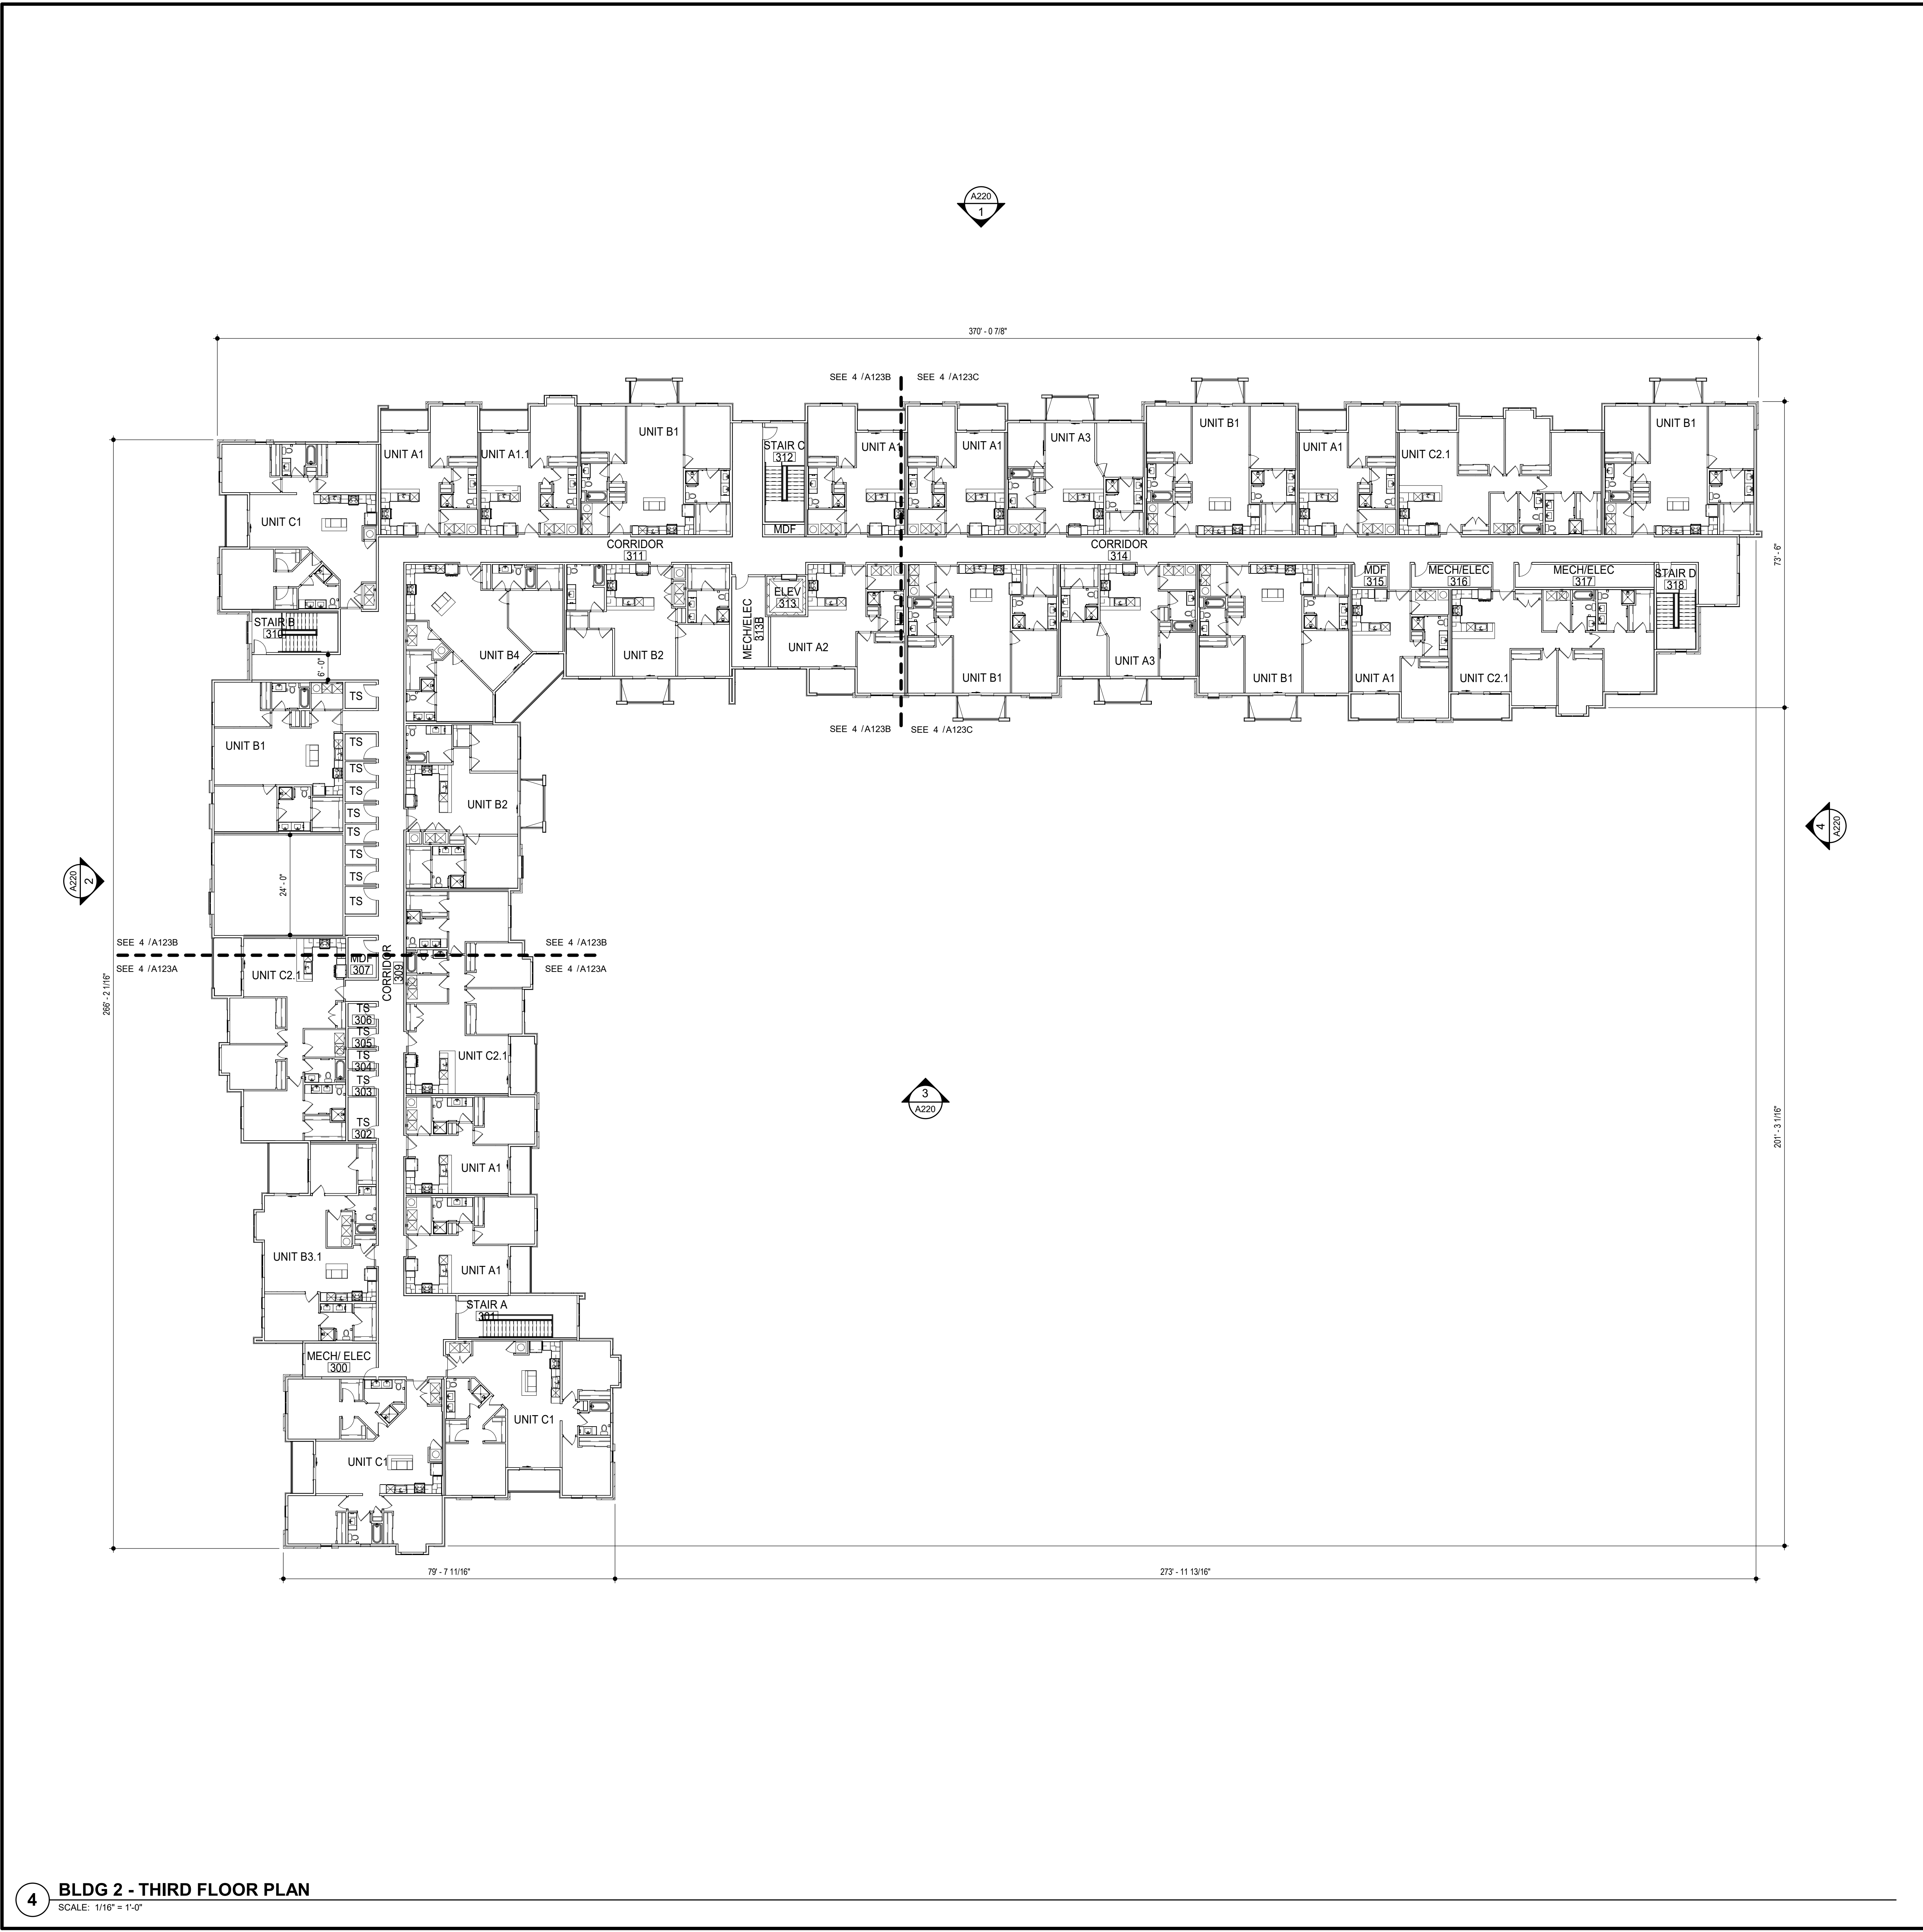 A220
1
370' - 0 7/8"
SEE 4 /A123B
SEE 4 /A123C
UNIT A1
UNIT A1.1
UNIT B1
STAIR C
312
MDF
UNIT A1
UNIT A1
UNIT A3
UNIT B1
UNIT A1
UNIT C2.1
UNIT B1
UNIT C1
CORRIDOR
311
CORRIDOR
314
73' - 6"
STAIR B
310
6' - 0"
UNIT B4
UNIT B2
MECH/ELEC
313B
ELEV
313
UNIT A2
UNIT B1
UNIT A3
UNIT B1
MDF
315
MECH/ELEC
316
MECH/ELEC
317
STAIR D
318
UNIT A1
UNIT C2.1
SEE 4 /A123B
SEE 4 /A123C
TS
UNIT B1
TS
TS
TS
TS
TS
TS
TS
TS
UNIT B2
24' - 0"
A220
2
4
A220
SEE 4 /A123B
SEE 4 /A123B
SEE 4 /A123A
SEE 4 /A123A
266' - 2 1/16"
UNIT C2.1
MDF
307
CORRIDOR
309
TS
306
TS
305
TS
304
TS
303
TS
302
UNIT C2.1
3
A220
201' - 3 1/16"
UNIT A1
UNIT B3.1
UNIT A1
STAIR A
301
MECH/ ELEC
300
UNIT C1
UNIT C1
79' - 7 11/16"
273' - 11 13/16"
4
BLDG 2 - THIRD FLOOR PLAN
SCALE: 1/16" = 1'-0"